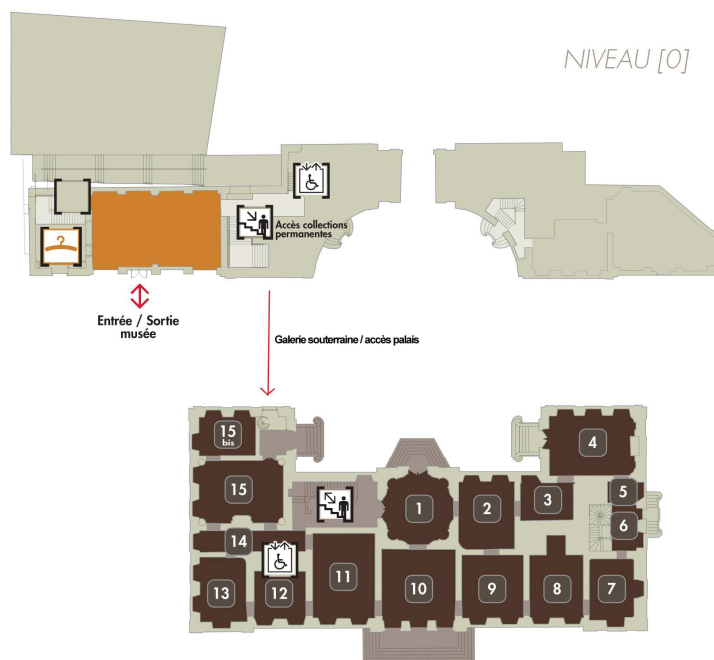 NIVEAU [0]
Accès collections
permanentes
Entrée / Sortie
musée
Galerie souterraine / accès palais
15
bis
4
15
5
3
1
2
6
14
11
13
12
10
9
8
7